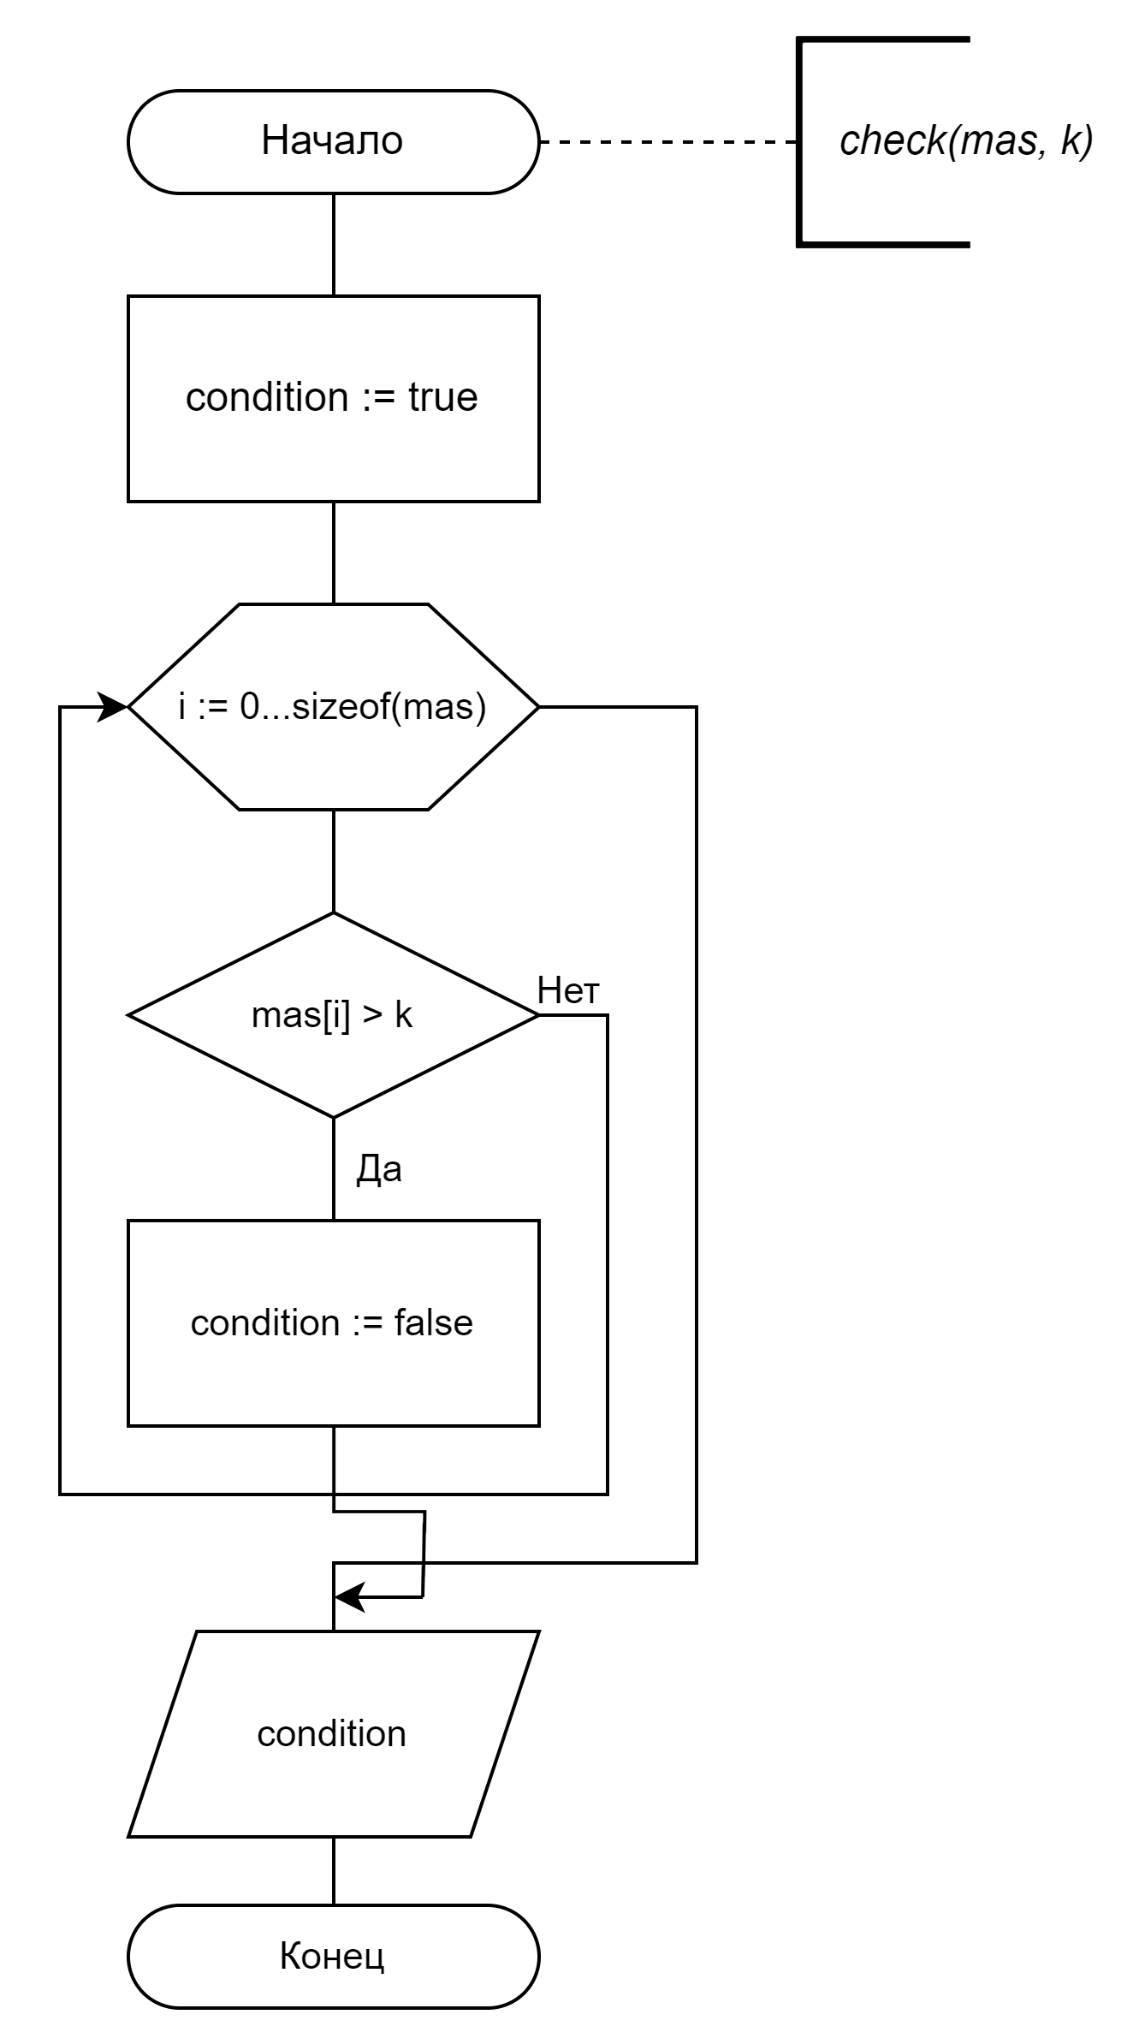 Начало
check(mas, k)
condition := true
i := 0...sizeof(mas)
mas[i] > k
Нет
Да
condition := false
condition
Конец